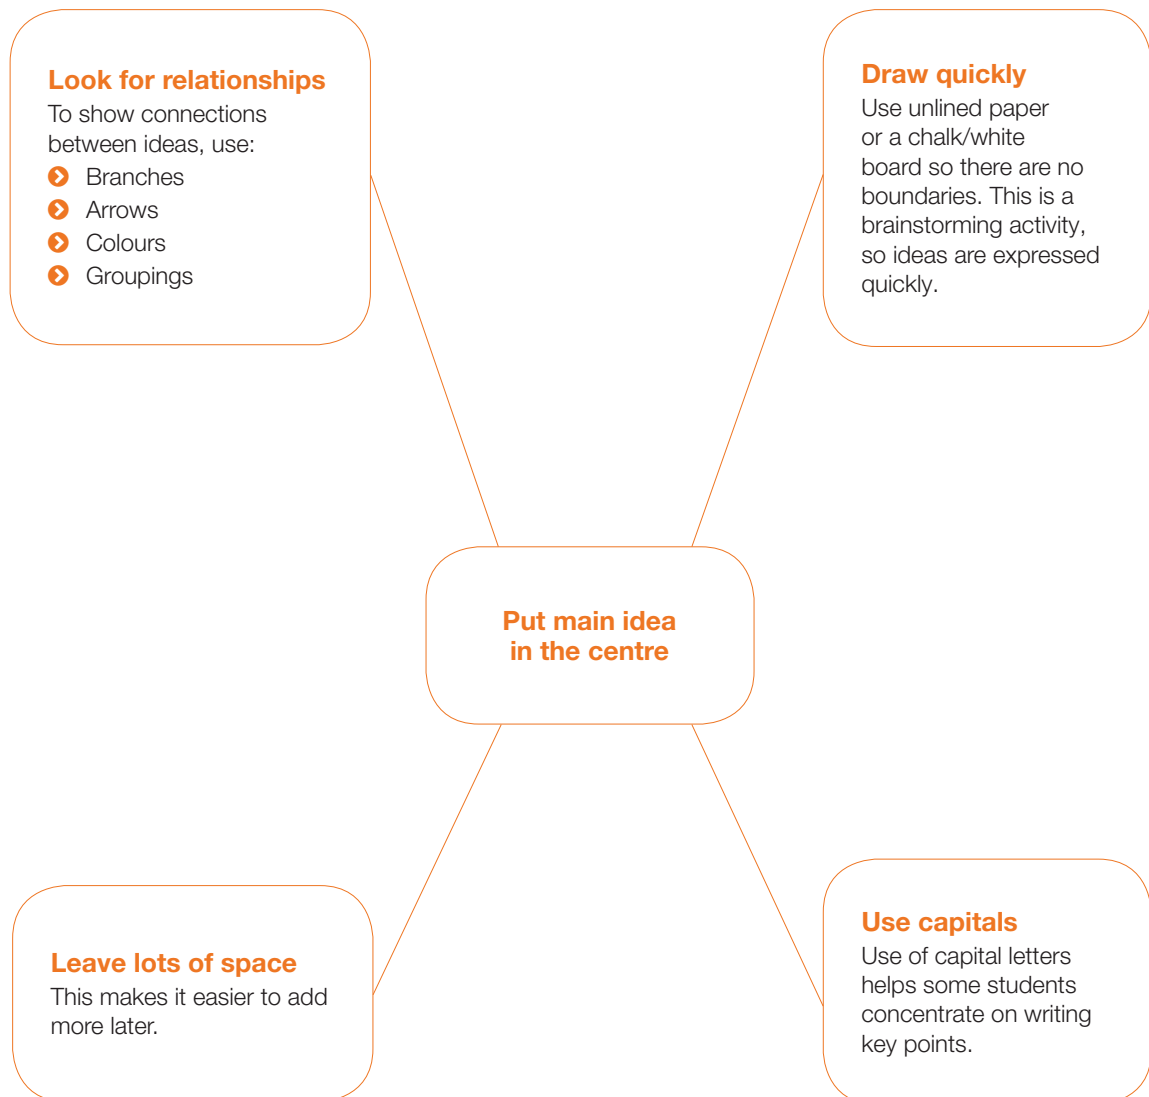 Look for relationships
To show connections
between ideas, use:
Branches
Arrows
Colours
Groupings
Draw quickly
Use unlined paper
or a chalk/white
board so there are no
boundaries. This is a
brainstorming activity,
so ideas are expressed
quickly.
Put main idea
in the centre
Leave lots of space
This makes it easier to add
more later.
Use capitals
Use of capital letters
helps some students
concentrate on writing
key points.